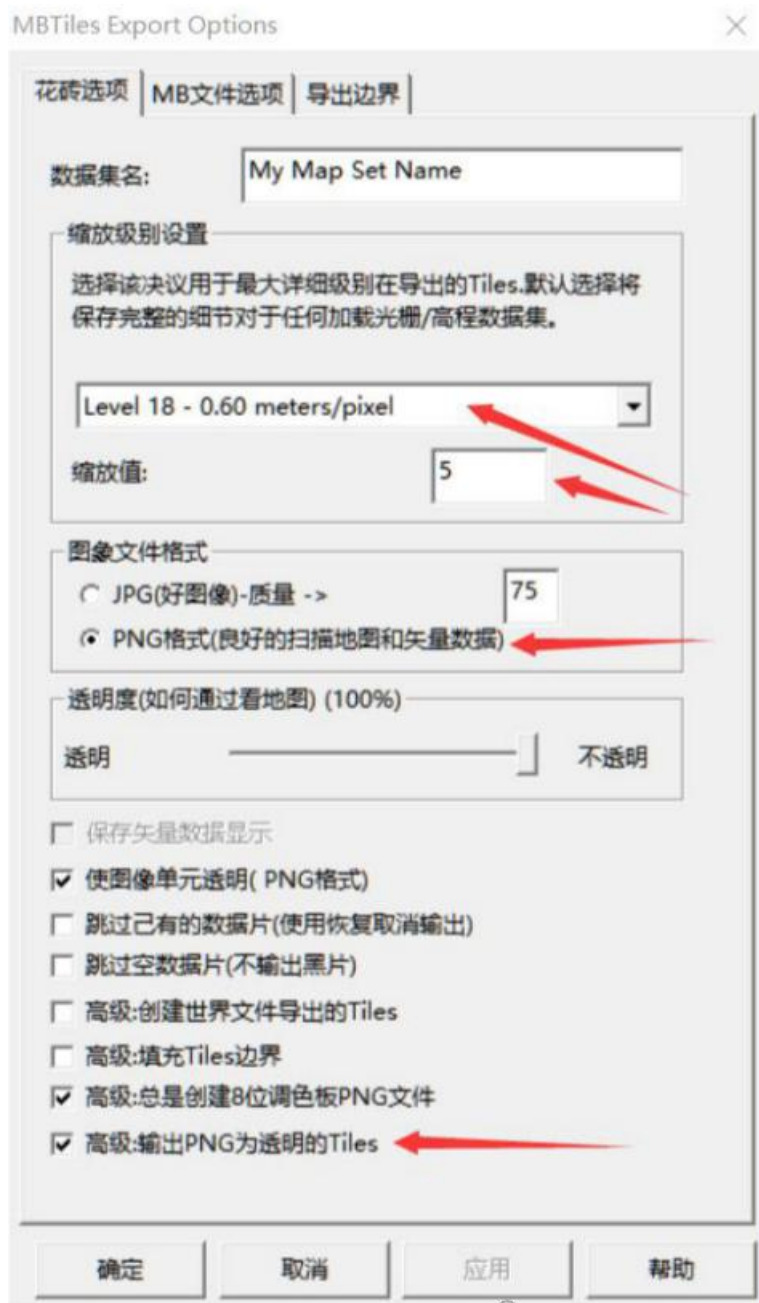 MBTiles Export Options
花砖选项 MB文件选项 导出边界
数据集名: My Map Set Name
缩放级别设置
选择该决议用于最大详细级别在导出的Tiles.默认选择将
保存完整的细节对于任何加载光栅/高程数据集。
Level 18 - 0.60 meters/pixel
缩放值: 5
图象文件格式
JPG(好图像)-质量 -> 75
PNG格式(良好的扫描地图和矢量数据)
透明度(如何通过看地图) (100%)
透明 不透明
保存矢量数据显示
使图像单元透明( PNG格式)
跳过己有的数据片(使用恢复取消输出)
跳过空数据片(不输出黑片)
高级:创建世界文件导出的Tiles
高级:填充Tiles边界
高级:总是创建8位调色板PNG文件
高级:输出PNG为透明的Tiles
确定 取消 应用 帮助